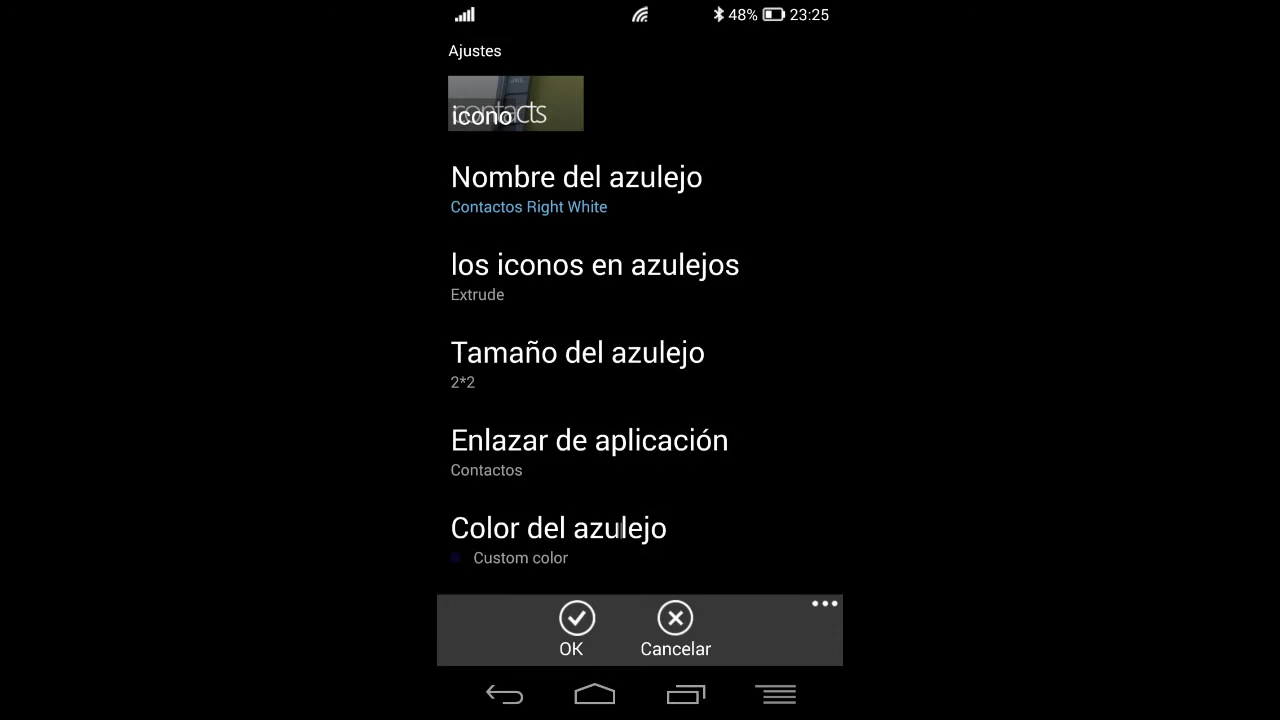 48% 23:25
Ajustes
contacts
icono
Nombre del azulejo
Contactos Right White
los iconos en azulejos
Extrude
Tamaño del azulejo
2*2
Enlazar de aplicación
Contactos
Color del azulejo
Custom color
OK Cancelar